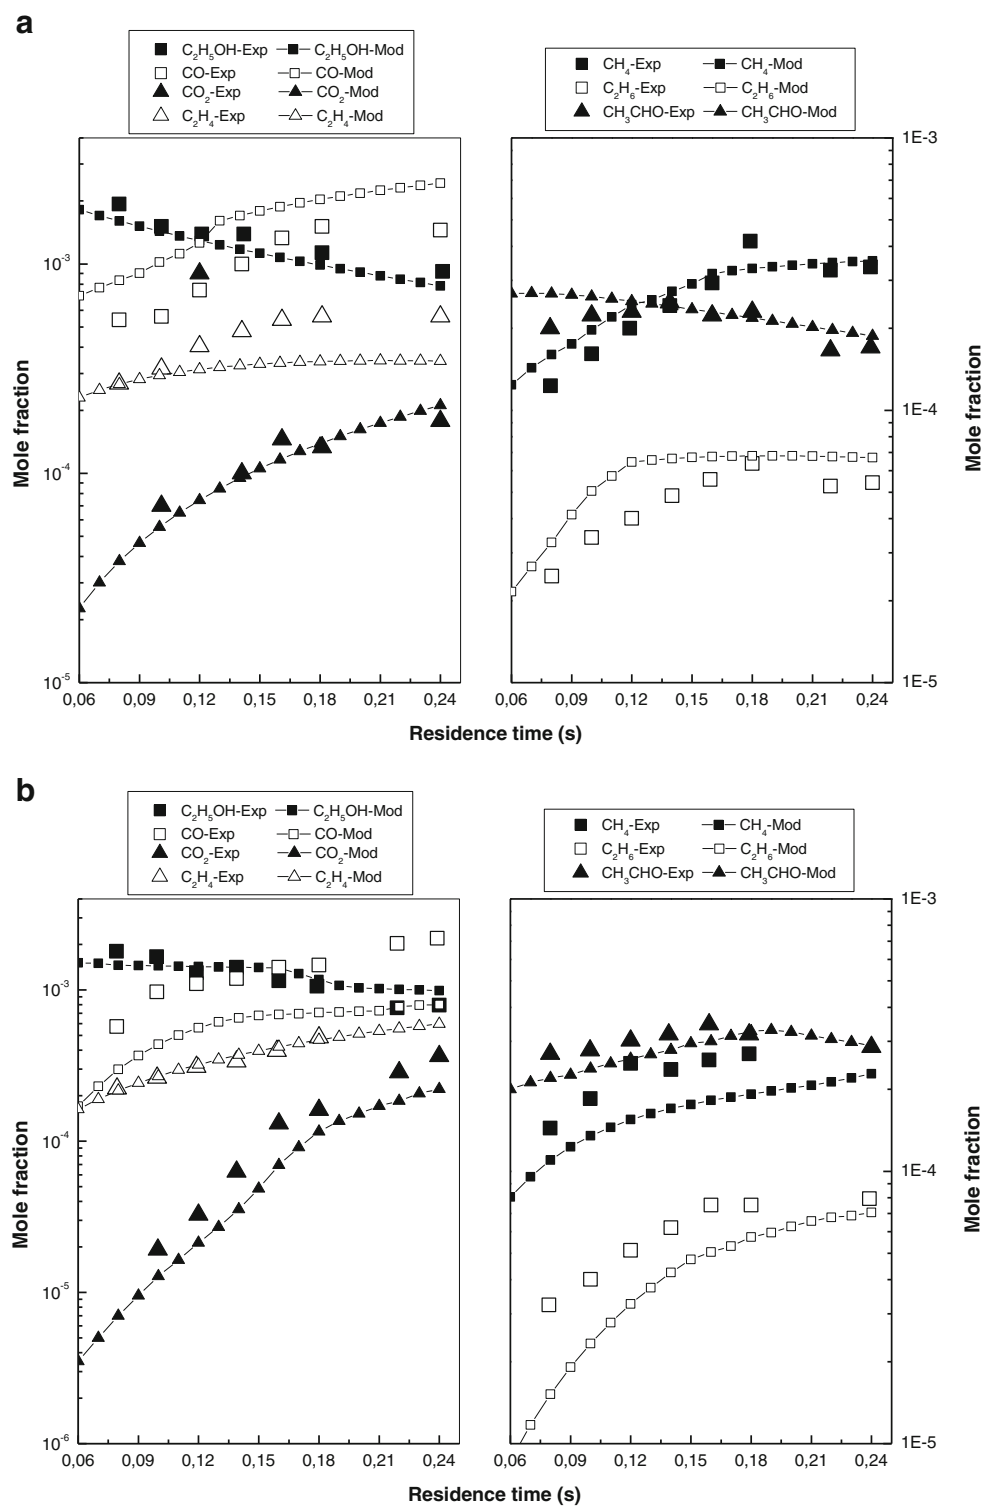 a
C₂H₅OH-Exp C₂H₅OH-Mod
CO-Exp CO-Mod
CO₂-Exp CO₂-Mod
C₂H₄-Exp C₂H₄-Mod
CH₄-Exp CH₄-Mod
C₂H₆-Exp C₂H₆-Mod
CH₃CHO-Exp CH₃CHO-Mod
Mole fraction
10⁻³
10⁻⁴
10⁻⁵
0,06 0,09 0,12 0,15 0,18 0,21 0,24
1E-3
1E-4
1E-5
Mole fraction
0,06 0,09 0,12 0,15 0,18 0,21 0,24
Residence time (s)
b
C₂H₅OH-Exp C₂H₅OH-Mod
CO-Exp CO-Mod
CO₂-Exp CO₂-Mod
C₂H₄-Exp C₂H₄-Mod
CH₄-Exp CH₄-Mod
C₂H₆-Exp C₂H₆-Mod
CH₃CHO-Exp CH₃CHO-Mod
Mole fraction
10⁻³
10⁻⁴
10⁻⁵
10⁻⁶
0,06 0,09 0,12 0,15 0,18 0,21 0,24
1E-3
1E-4
1E-5
Mole fraction
0,06 0,09 0,12 0,15 0,18 0,21 0,24
Residence time (s)